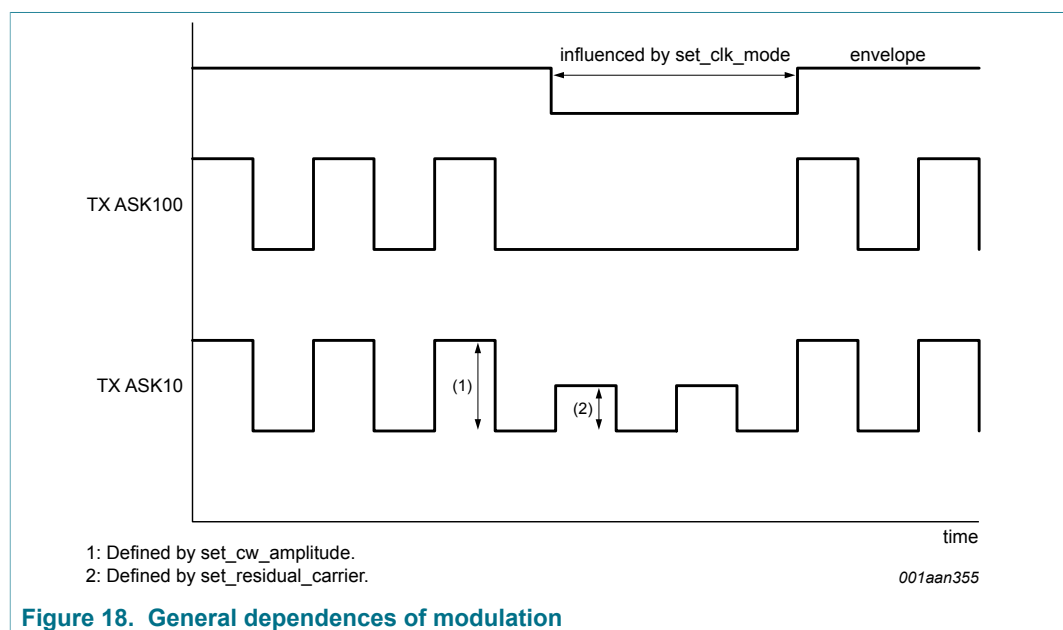 influenced by set_clk_mode
envelope
TX ASK100
TX ASK10
(1)
(2)
time
1: Defined by set_cw_amplitude.
2: Defined by set_residual_carrier.
001aan355
Figure 18. General dependences of modulation